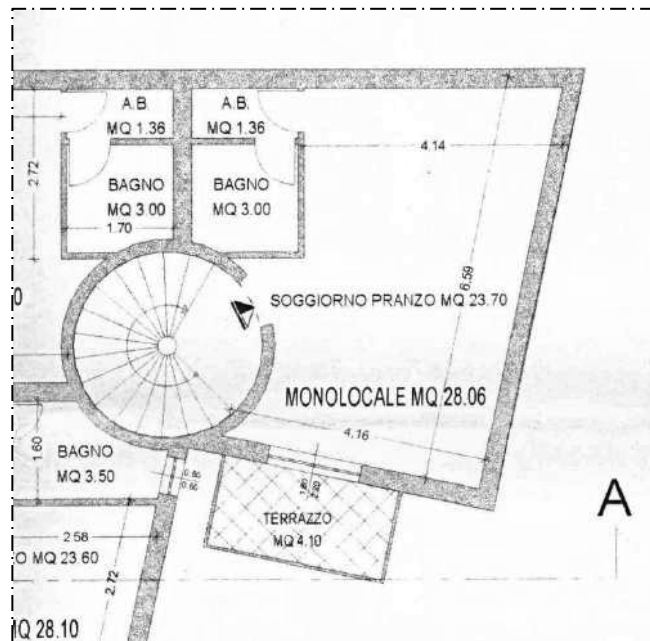 A.B.
MQ 1.36
A.B.
MQ 1.36
4.14
2.72
BAGNO
MQ 3.00
BAGNO
MQ 3.00
1.70
6.59
SOGGIORNO PRANZO MQ 23.70
MONOLOCALE MQ 28.06
4.16
1.60
BAGNO
MQ 3.50
TERRAZZO
MQ 4.10
A
2.58
O MQ 23.60
2.72
MQ 28.10